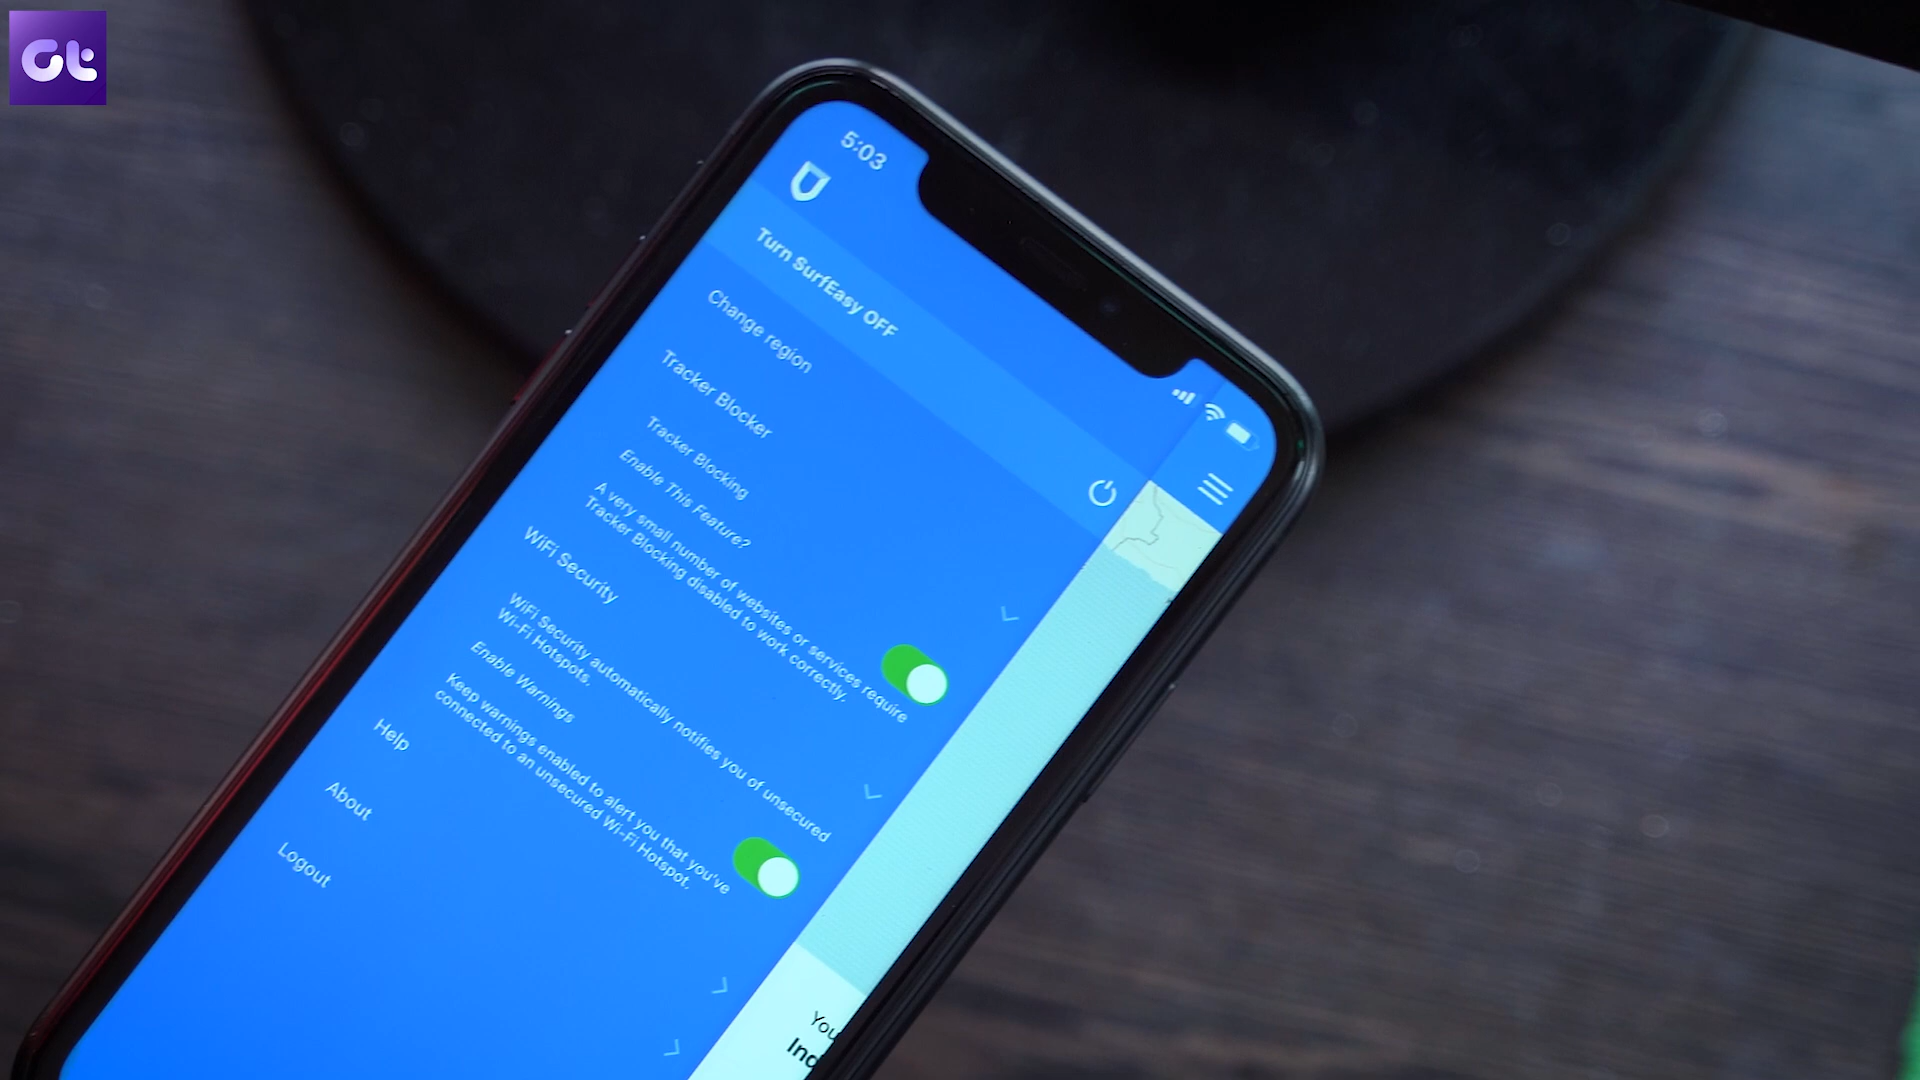 Gt
5:03
Turn SurfEasy OFF
Change region
Tracker Blocker
Tracker Blocking
Enable This Feature?
A very small number of websites or services require
Tracker Blocking disabled to work correctly.
WiFi Security
WiFi Security automatically notifies you of unsecured
Wi-Fi Hotspots.
Enable Warnings
Keep warnings enabled to alert you that you've
connected to an unsecured Wi-Fi Hotspot.
Help
About
Logout